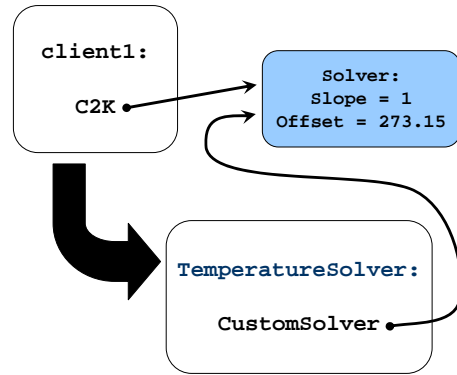 client1:
C2K
Solver:
Slope = 1
Offset = 273.15
TemperatureSolver:
CustomSolver